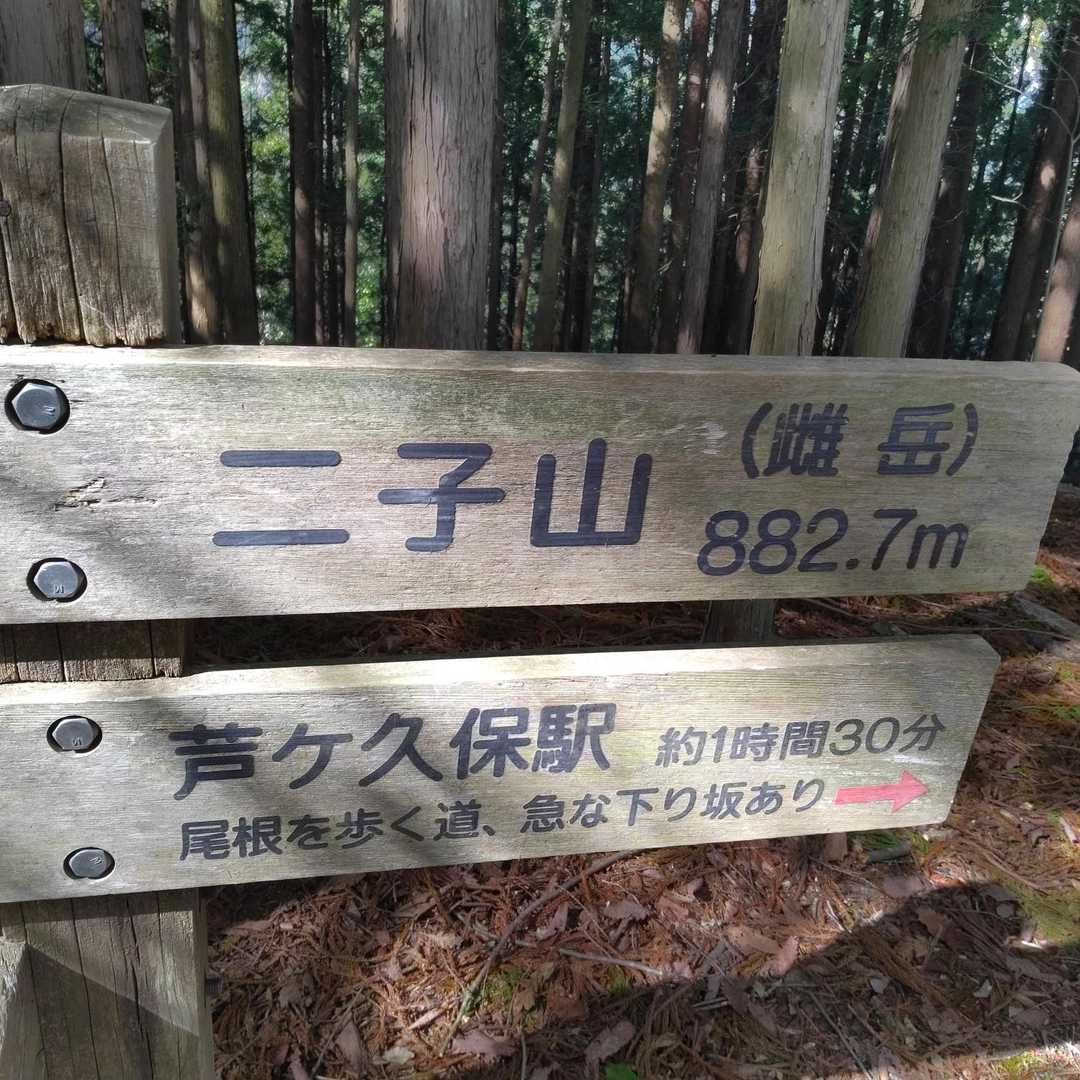 二子山 (雌岳)
882.7m
芦ケ久保駅 約1時間30分
尾根を歩く道、急な下り坂あり →